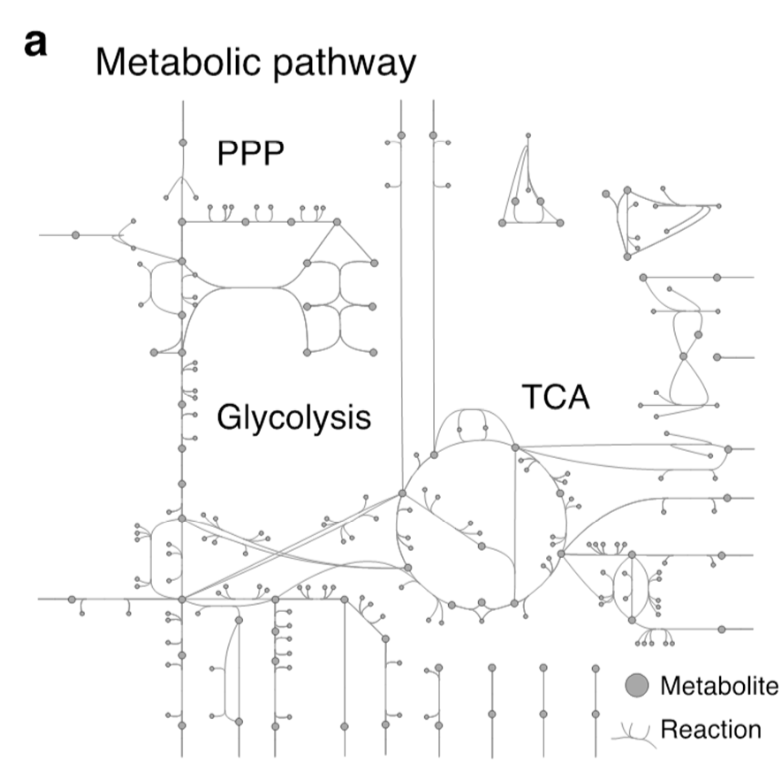 a
Metabolic pathway
PPP
Glycolysis
TCA
Metabolite
Reaction